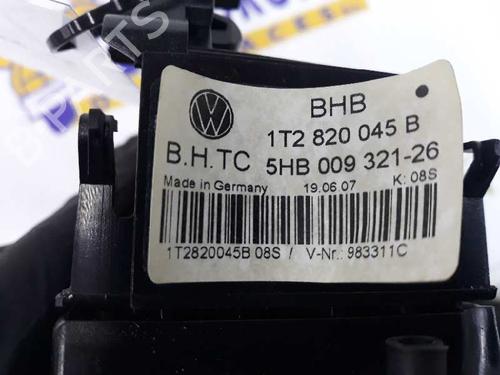 BHB
1T2 820 045 B
B.H.TC 5HB 009 321-26
Made in Germany 19.06.07 K: 08S
1T2820045B 08S / V-Nr.: 983311C